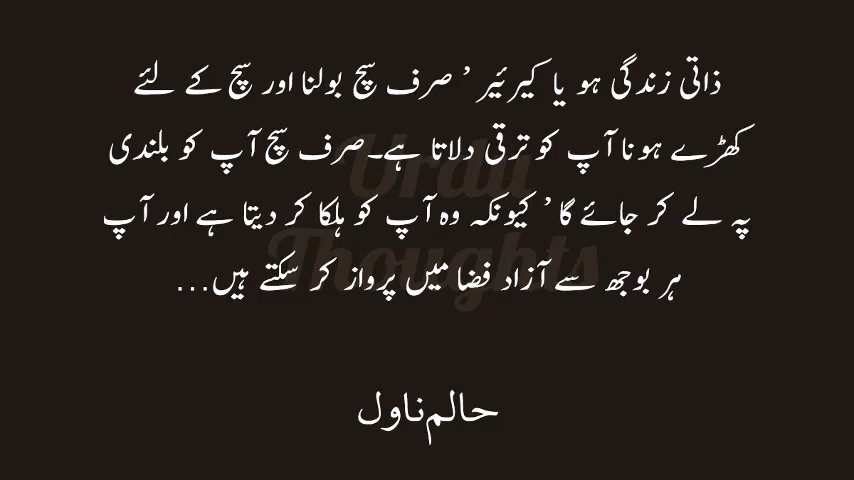 ذاتی زندگی ہو یا کیرئیر ’ صرف سچ بولنا اور سچ کے لئے
کھڑے ہونا آپ کو ترقی دلاتا ہے۔صرف سچ آپ کو بلندی
پہ لے کر جائے گا ’ کیونکہ وہ آپ کو ہلکا کر دیتا ہے اور آپ
ہر بوجھ سے آزاد فضا میں پرواز کر سکتے ہیں...
حالم ناول
Urdu
Thoughts